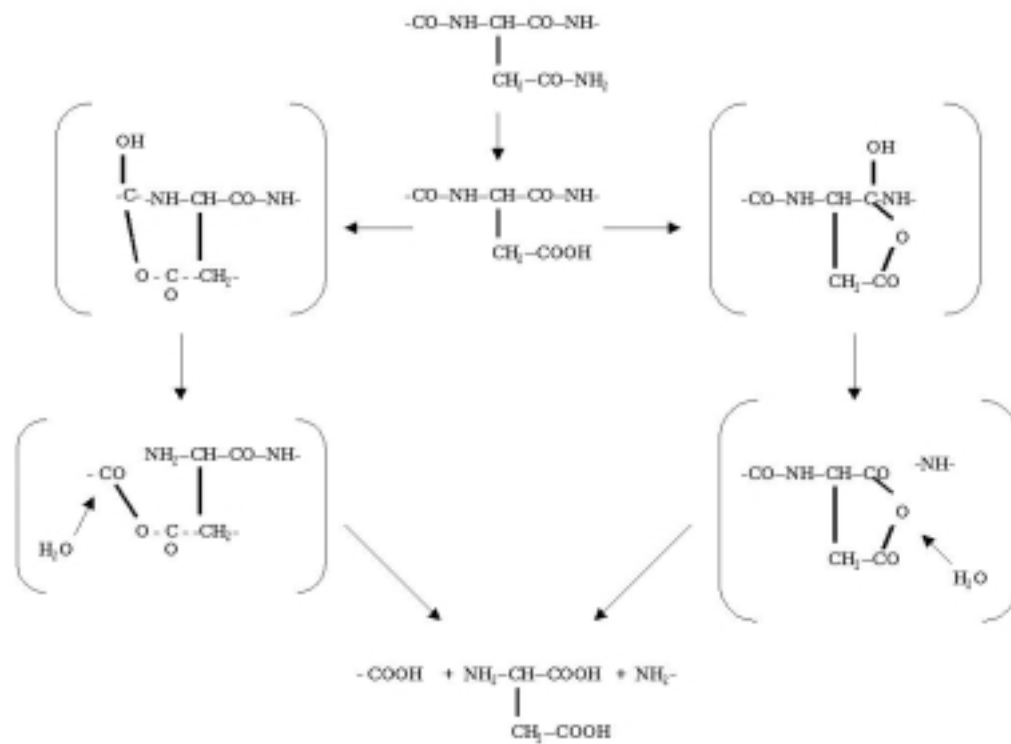 -CO–NH–CH–CO–NH-
CH₂–CO–NH₂
OH
-C- -NH–CH–CO–NH-
O - C - -CH₂-
O
-CO–NH–CH–CO–NH-
CH₂–COOH
OH
-CO–NH–CH–C-NH-
O
CH₂–CO
NH₂–CH–CO–NH-
- CO
O - C - -CH₂-
O
H₂O
-CO–NH–CH–CO -NH-
O
CH₂–CO
H₂O
- COOH + NH₂–CH–COOH + NH₂-
CH₂–COOH